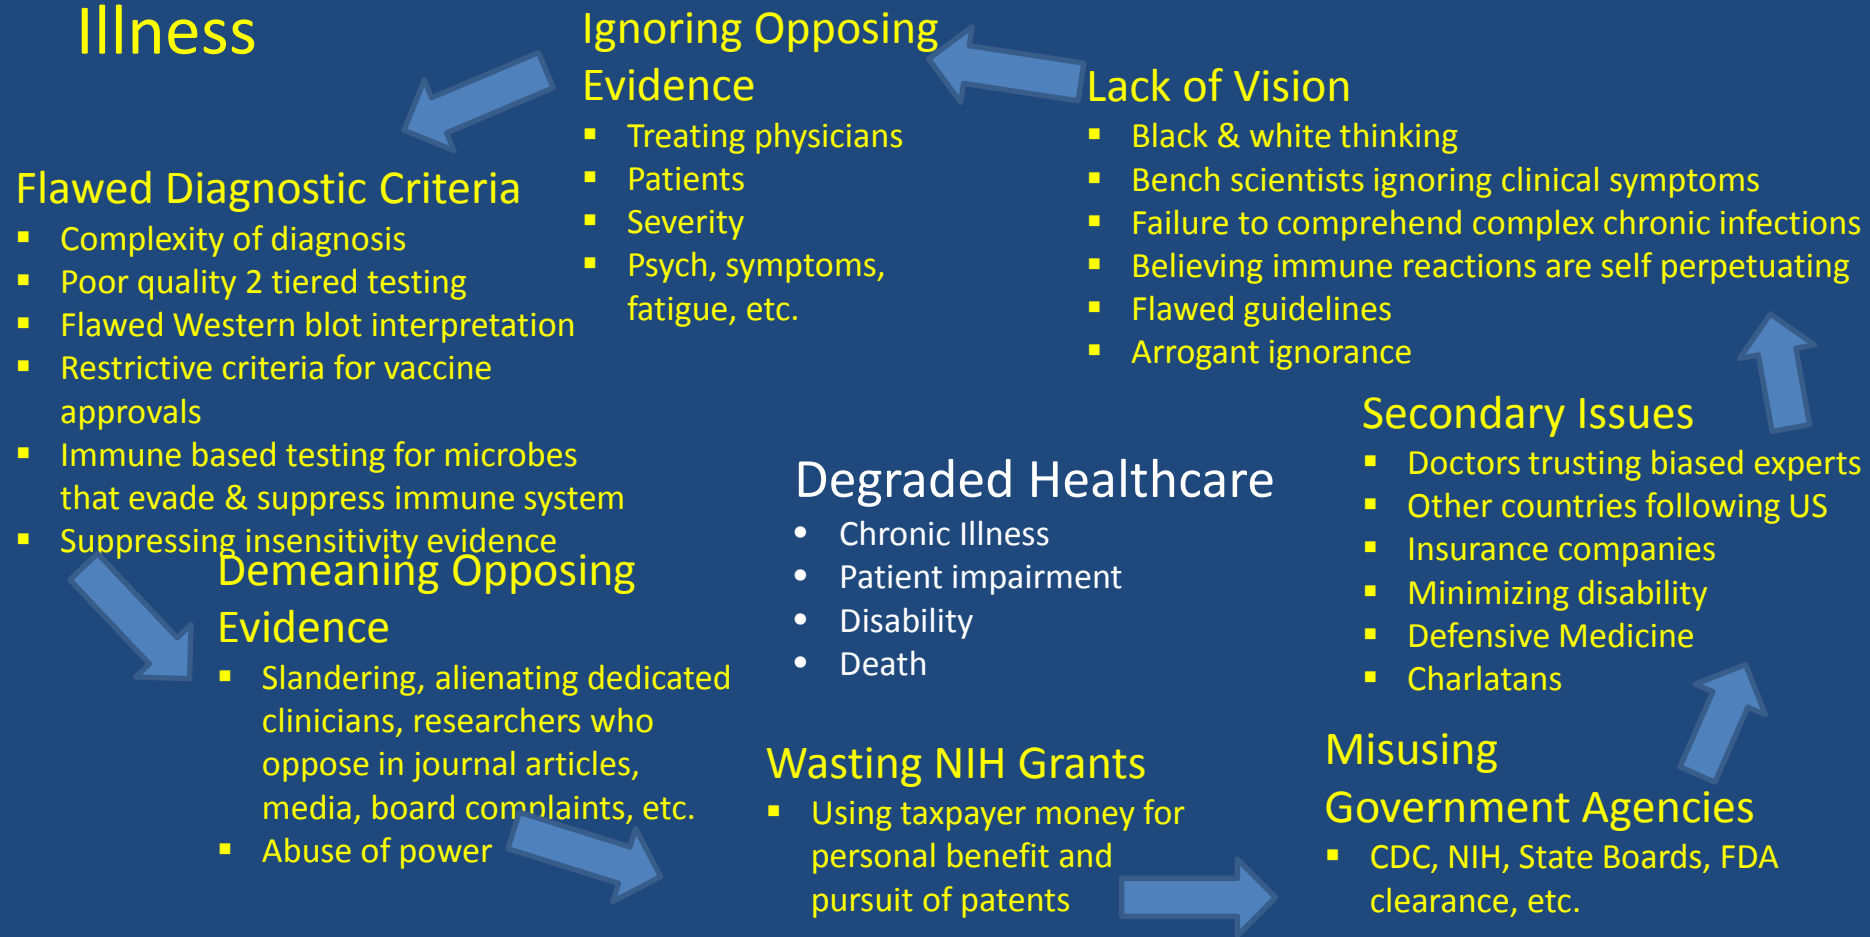 Illness
Ignoring Opposing
Evidence
▪ Treating physicians
▪ Patients
▪ Severity
▪ Psych, symptoms,
fatigue, etc.
Lack of Vision
▪ Black & white thinking
▪ Bench scientists ignoring clinical symptoms
▪ Failure to comprehend complex chronic infections
▪ Believing immune reactions are self perpetuating
▪ Flawed guidelines
▪ Arrogant ignorance
Flawed Diagnostic Criteria
▪ Complexity of diagnosis
▪ Poor quality 2 tiered testing
▪ Flawed Western blot interpretation
▪ Restrictive criteria for vaccine
approvals
▪ Immune based testing for microbes
that evade & suppress immune system
▪ Suppressing insensitivity evidence
Degraded Healthcare
• Chronic Illness
• Patient impairment
• Disability
• Death
Secondary Issues
▪ Doctors trusting biased experts
▪ Other countries following US
▪ Insurance companies
▪ Minimizing disability
▪ Defensive Medicine
▪ Charlatans
Demeaning Opposing
Evidence
▪ Slandering, alienating dedicated
clinicians, researchers who
oppose in journal articles,
media, board complaints, etc.
▪ Abuse of power
Wasting NIH Grants
▪ Using taxpayer money for
personal benefit and
pursuit of patents
Misusing
Government Agencies
▪ CDC, NIH, State Boards, FDA
clearance, etc.